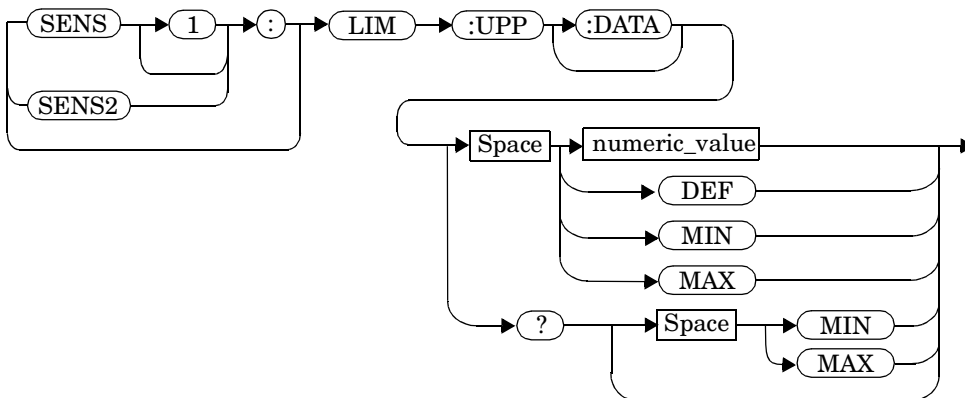 SENS 1 : LIM :UPP :DATA
SENS2
Space numeric_value
DEF
MIN
MAX
? Space MIN
MAX